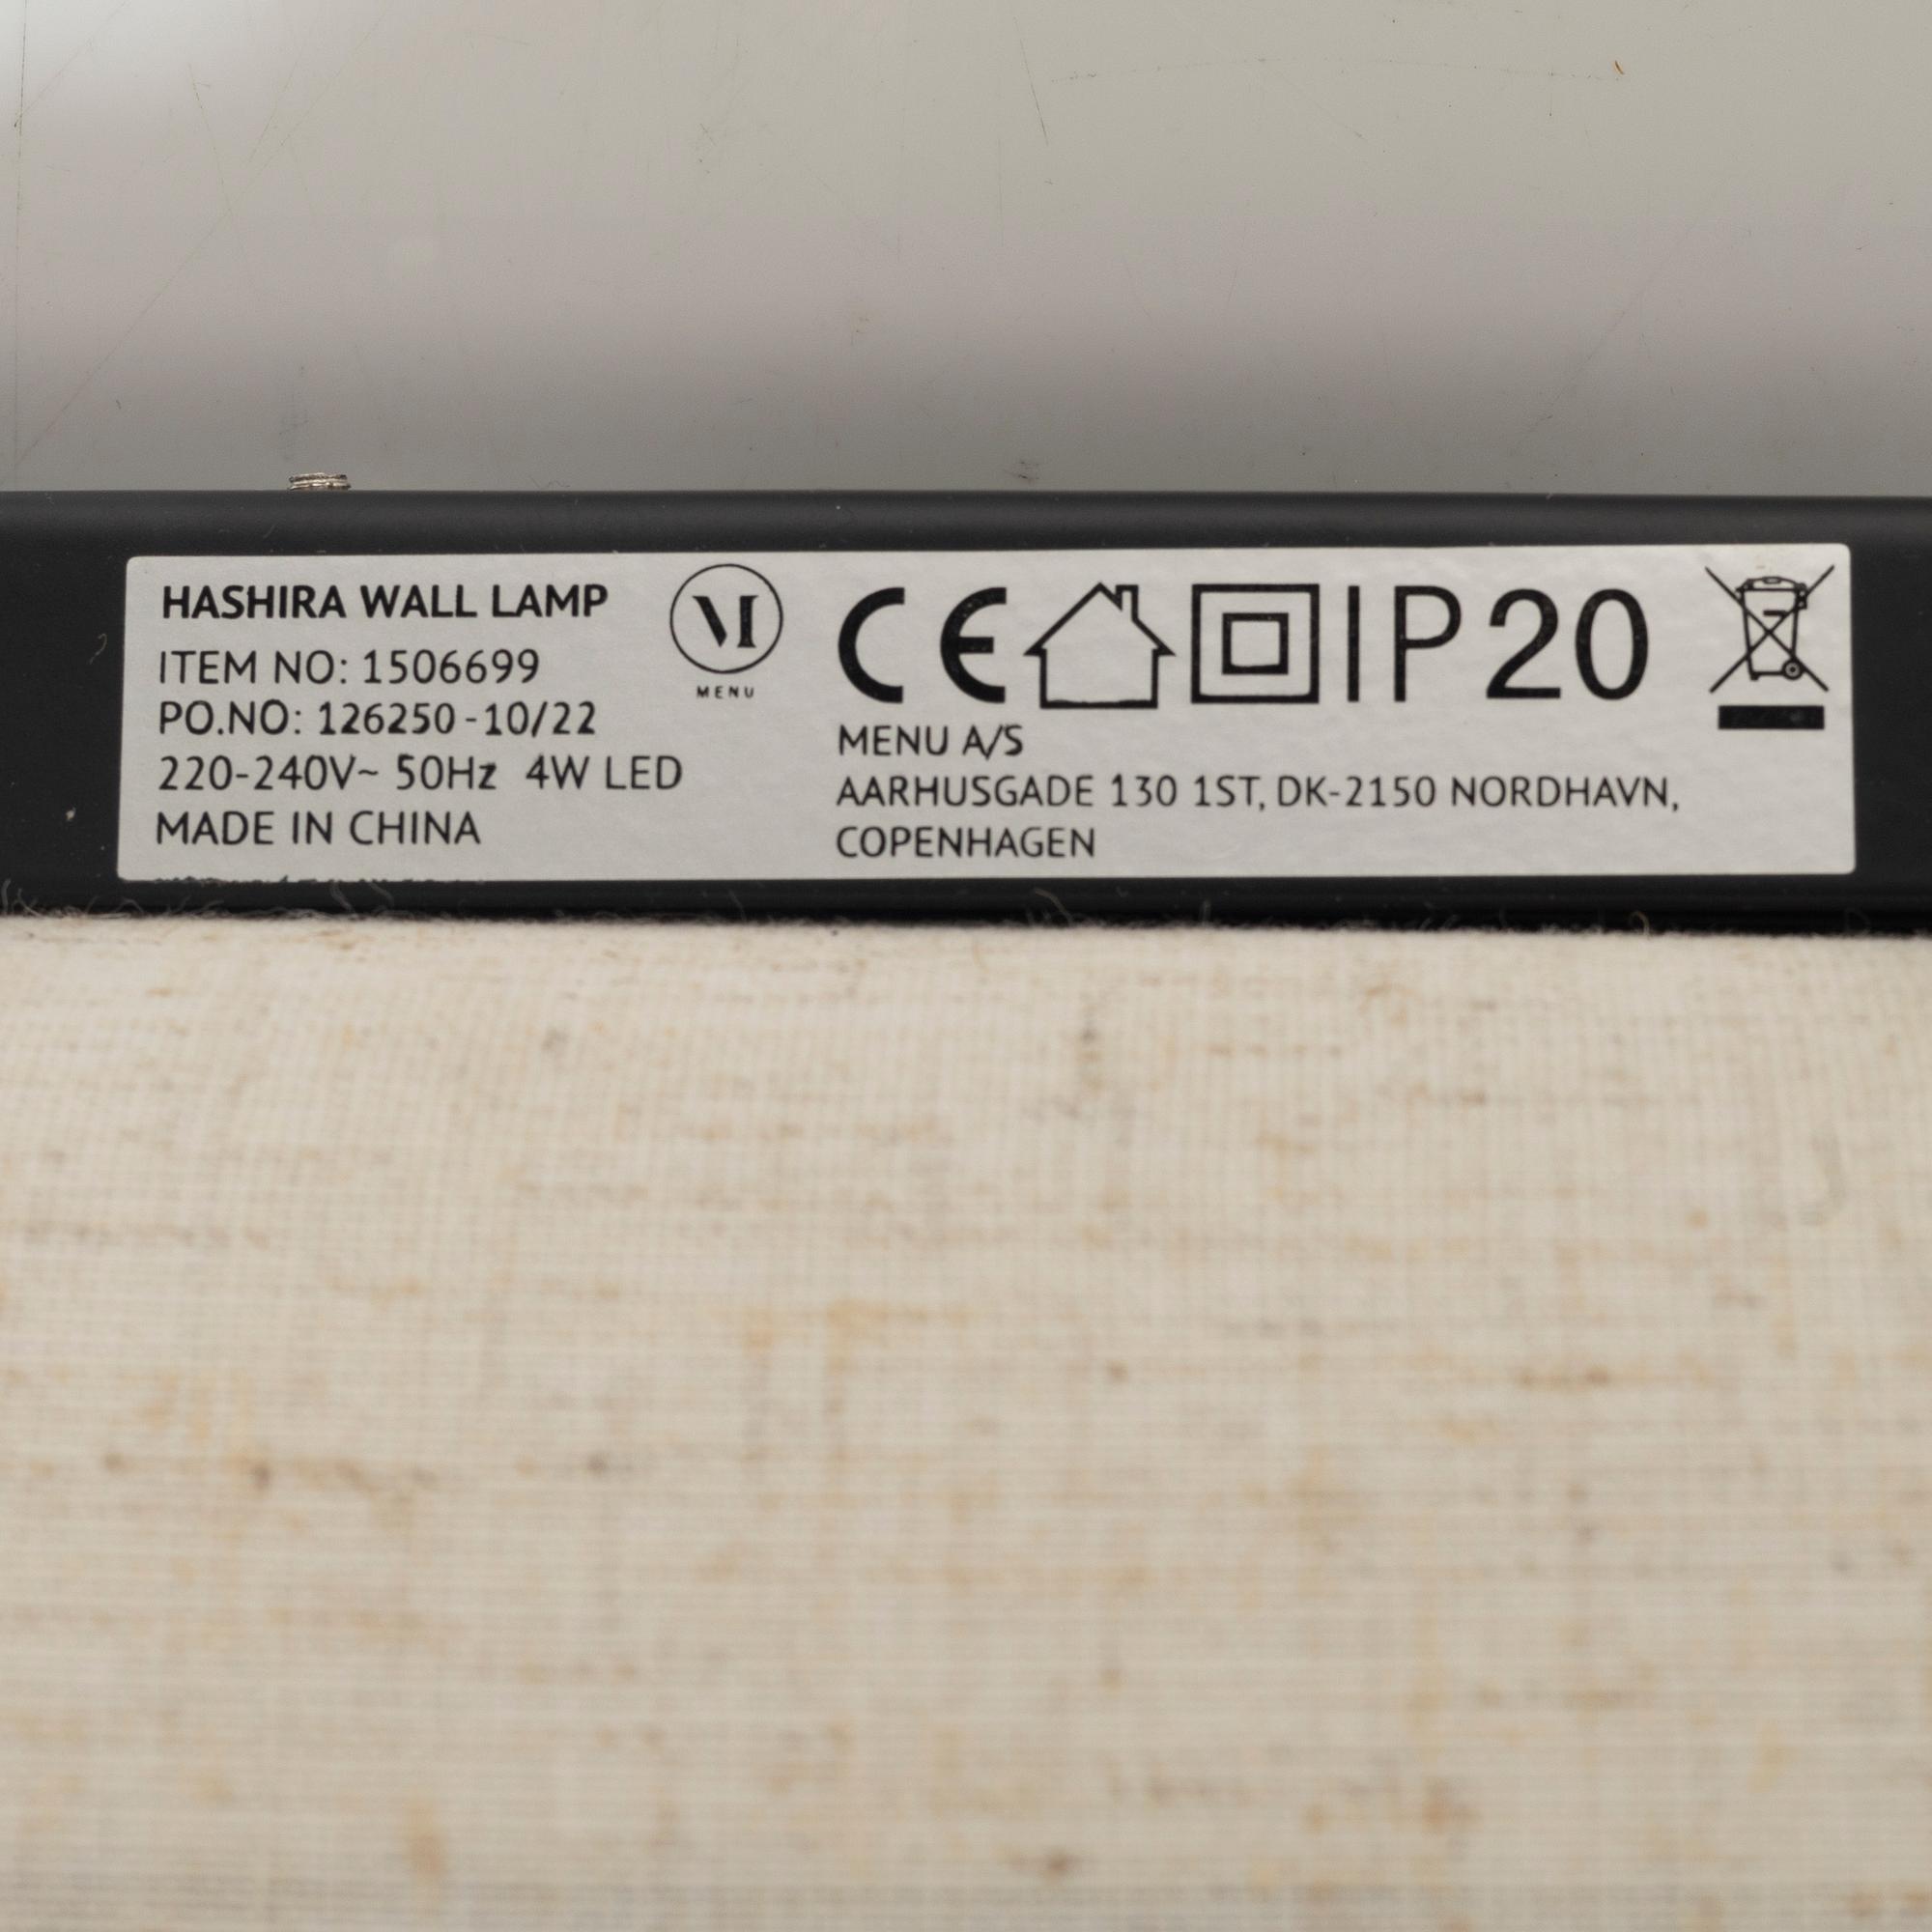 HASHIRA WALL LAMP
ITEM NO: 1506699
PO.NO: 126250-10/22
220-240V~ 50Hz 4W LED
MADE IN CHINA
M
MENU
CE IP20
MENU A/S
AARHUSGADE 130 1ST, DK-2150 NORDHAVN,
COPENHAGEN